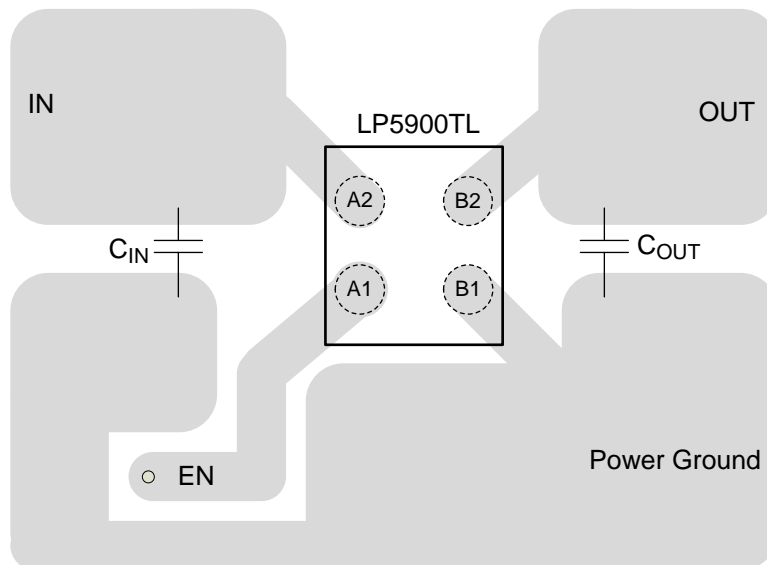 IN
LP5900TL
OUT
A2
B2
CIN
COUT
A1
B1
EN
Power Ground